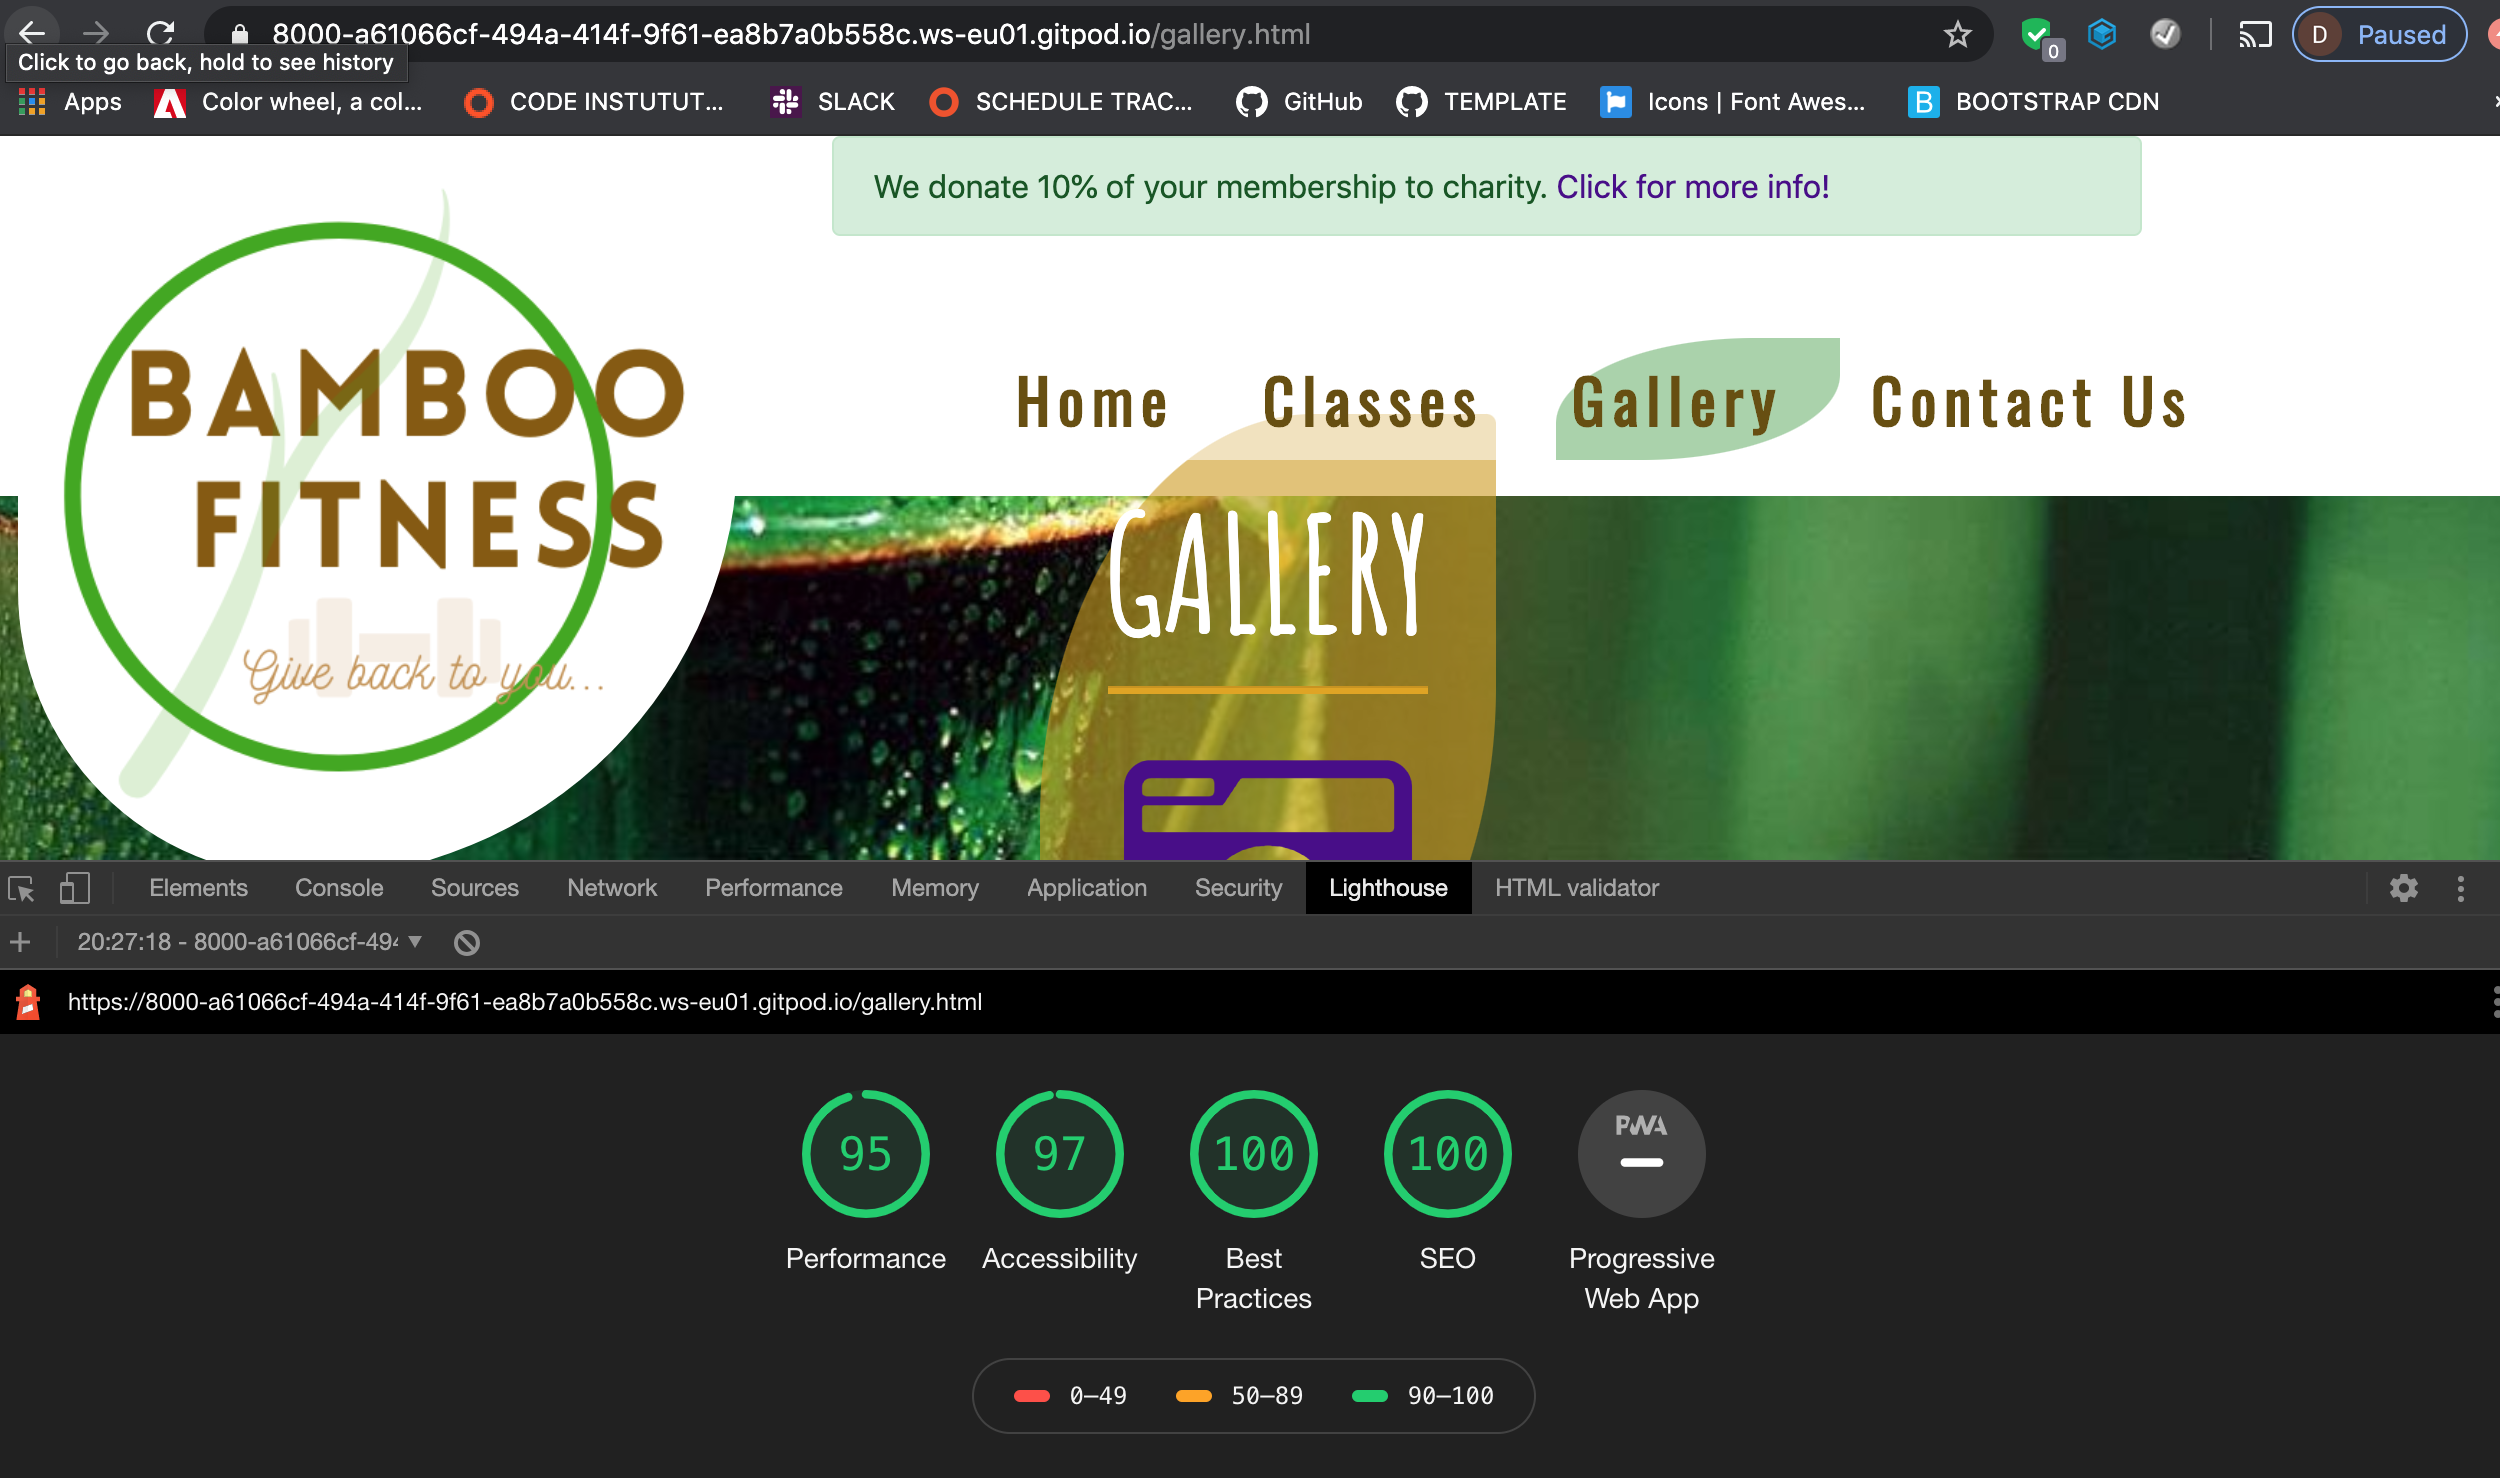 8000-a61066cf-494a-414f-9f61-ea8b7a0b558c.ws-eu01.gitpod.io/gallery.html
0
D
Paused
Click to go back, hold to see history
Apps
Color wheel, a col...
CODE INSTUTUT...
SLACK
SCHEDULE TRAC...
GitHub
TEMPLATE
Icons | Font Awes...
B
BOOTSTRAP CDN
We donate 10% of your membership to charity. Click for more info!
BAMBOO
FITNESS
Give back to you...
Home
Classes
Gallery
Contact Us
GALLERY
Elements
Console
Sources
Network
Performance
Memory
Application
Security
Lighthouse
HTML validator
20:27:18 - 8000-a61066cf-494
https://8000-a61066cf-494a-414f-9f61-ea8b7a0b558c.ws-eu01.gitpod.io/gallery.html
95
97
100
100
PWA
Performance
Accessibility
Best
Practices
SEO
Progressive
Web App
0–49
50–89
90–100